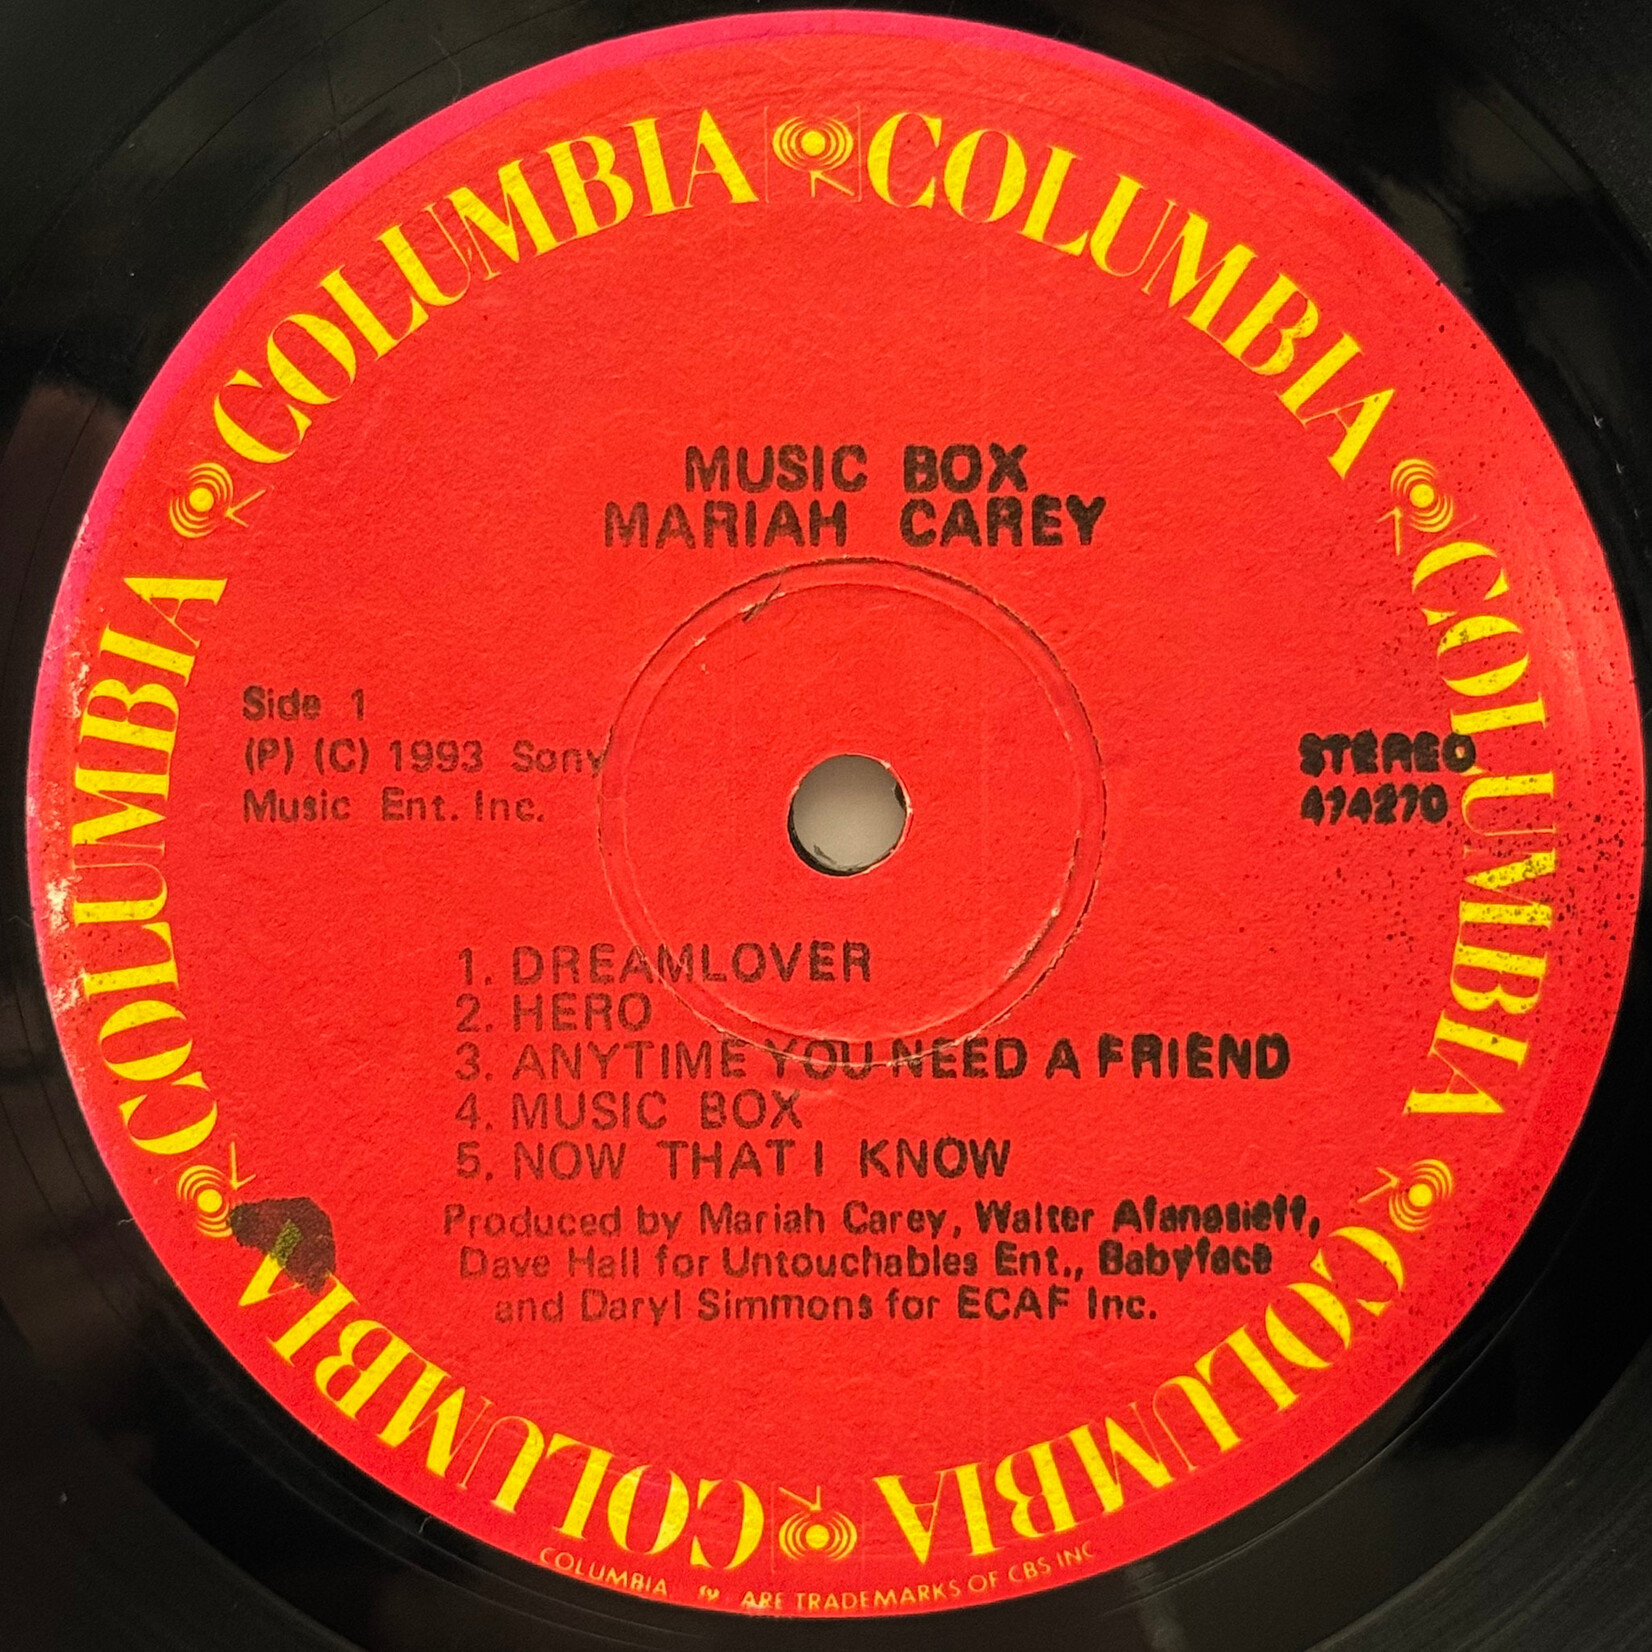 COLUMBIA COLUMBIA COLUMBIA COLUMBIA COLUMBIA COLUMBIA
MUSIC BOX
MARIAH CAREY
Side 1
(P) (C) 1993 Sony
Music Ent. Inc.
STEREO
474270
1. DREAMLOVER
2. HERO
3. ANYTIME YOU NEED A FRIEND
4. MUSIC BOX
5. NOW THAT I KNOW
Produced by Mariah Carey, Walter Afanasieff,
Dave Hall for Untouchables Ent., Babyface
and Daryl Simmons for ECAF Inc.
COLUMBIA ARE TRADEMARKS OF CBS INC